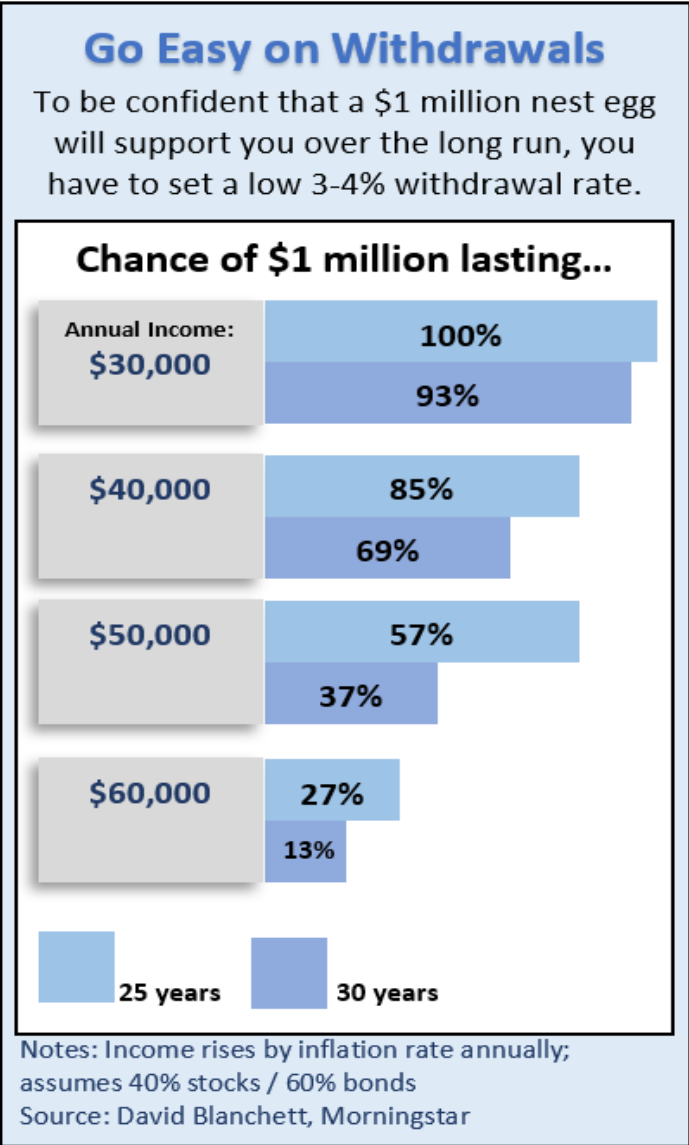 Go Easy on Withdrawals
To be confident that a $1 million nest egg
will support you over the long run, you
have to set a low 3-4% withdrawal rate.
Chance of $1 million lasting...
Annual Income:
$30,000
100%
93%
$40,000
85%
69%
$50,000
57%
37%
$60,000
27%
13%
25 years
30 years
Notes: Income rises by inflation rate annually;
assumes 40% stocks / 60% bonds
Source: David Blanchett, Morningstar